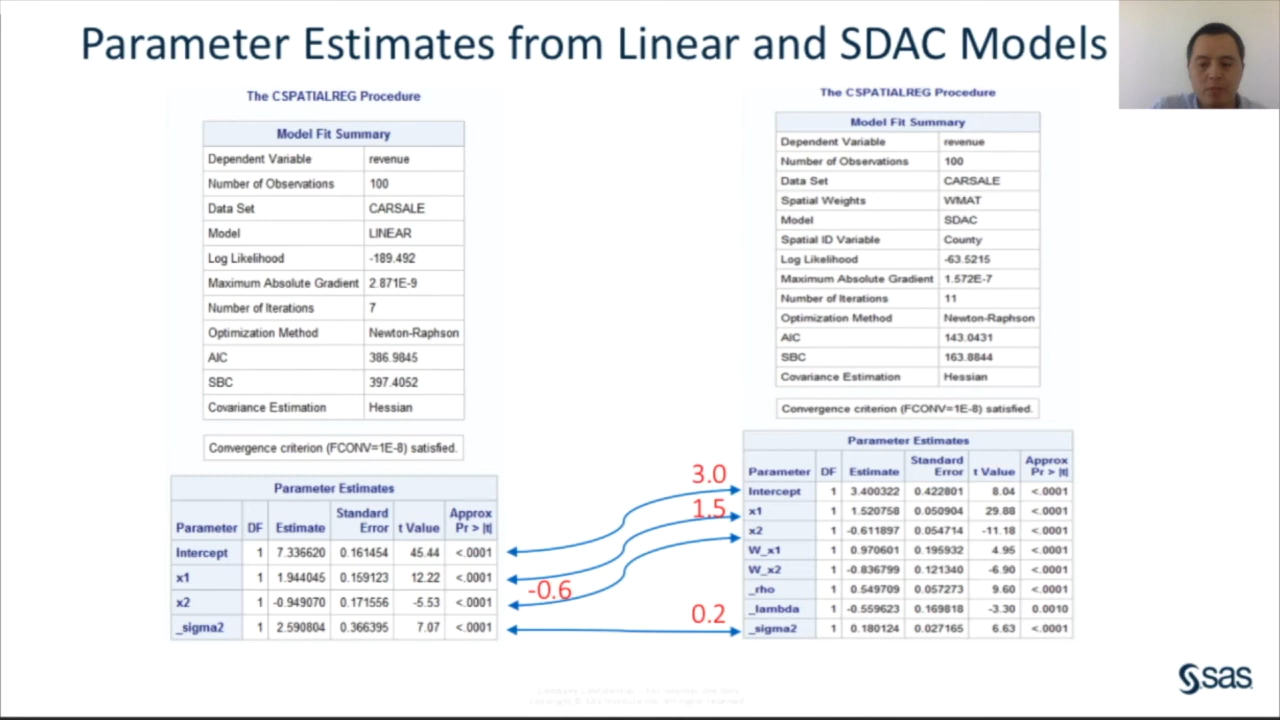 Parameter Estimates from Linear and SDAC Models
The CSPATIALREG Procedure
Model Fit Summary
Dependent Variable revenue
Number of Observations 100
Data Set CARSALE
Model LINEAR
Log Likelihood -189.492
Maximum Absolute Gradient 2.871E-9
Number of Iterations 7
Optimization Method Newton-Raphson
AIC 386.9845
SBC 397.4052
Covariance Estimation Hessian
Convergence criterion (FCONV=1E-8) satisfied.
Parameter Estimates
Parameter DF Estimate Standard Error t Value Approx Pr > |t|
Intercept 1 7.336620 0.161454 45.44 <.0001
x1 1 1.944045 0.159123 12.22 <.0001
x2 1 -0.949070 0.171556 -5.53 <.0001
_sigma2 1 2.590804 0.366395 7.07 <.0001
3.0
1.5
-0.6
0.2
The CSPATIALREG Procedure
Model Fit Summary
Dependent Variable revenue
Number of Observations 100
Data Set CARSALE
Spatial Weights WMAT
Model SDAC
Spatial ID Variable County
Log Likelihood -63.5215
Maximum Absolute Gradient 1.572E-7
Number of Iterations 11
Optimization Method Newton-Raphson
AIC 143.0431
SBC 163.8844
Covariance Estimation Hessian
Convergence criterion (FCONV=1E-8) satisfied.
Parameter Estimates
Parameter DF Estimate Standard Error t Value Approx Pr > |t|
Intercept 1 3.400322 0.422801 8.04 <.0001
x1 1 1.520758 0.050904 29.88 <.0001
x2 1 -0.611897 0.054714 -11.18 <.0001
W_x1 1 0.970601 0.195932 4.95 <.0001
W_x2 1 -0.836799 0.121340 -6.90 <.0001
_rho 1 0.549709 0.057273 9.60 <.0001
_lambda 1 -0.559623 0.169818 -3.30 0.0010
_sigma2 1 0.180124 0.027165 6.63 <.0001
sas